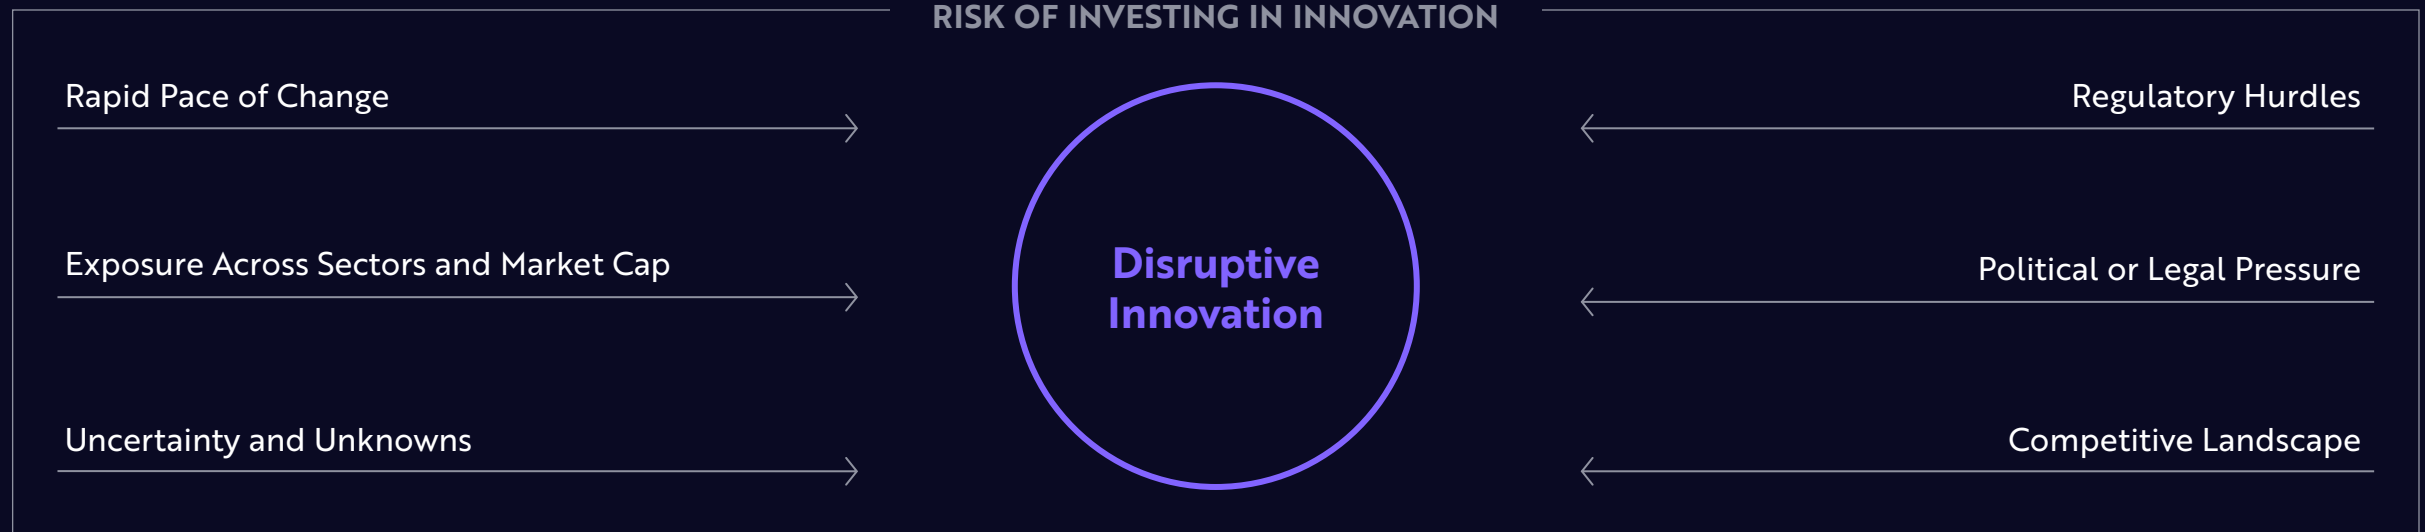 RISK OF INVESTING IN INNOVATION
Rapid Pace of Change
Exposure Across Sectors and Market Cap
Uncertainty and Unknowns
Disruptive
Innovation
Regulatory Hurdles
Political or Legal Pressure
Competitive Landscape